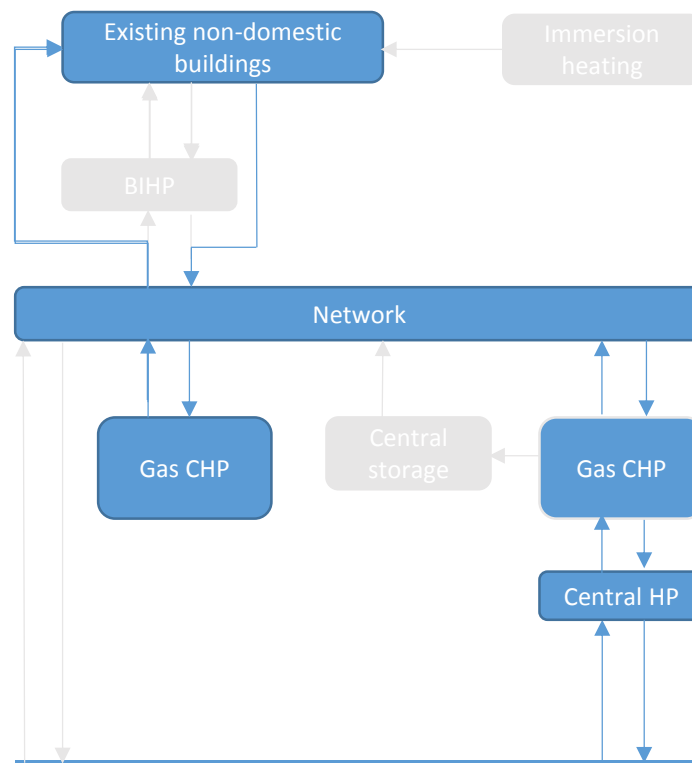 Existing non-domestic
buildings
Immersion
heating
BIHP
Network
Gas CHP
Central
storage
Gas CHP
Central HP